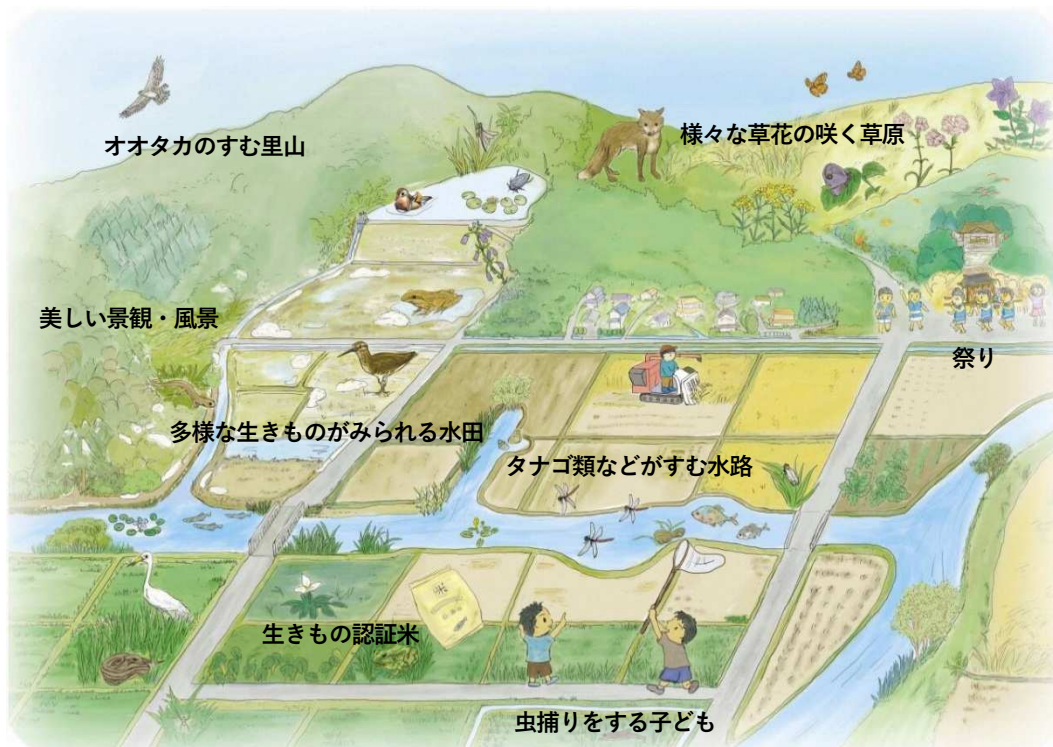 オオタカのすむ里山
様々な草花の咲く草原
美しい景観・風景
祭り
多様な生きものがみられる水田
タナゴ類などがすむ水路
米
生きもの認証米
虫捕りをする子ども